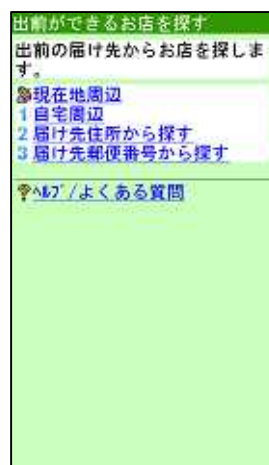 出前ができるお店を探す
出前の届け先からお店を探しま
す。
現在地周辺
1 自宅周辺
2 届け先住所から探す
3 届け先郵便番号から探す
ﾍﾙﾌﾟ/よくある質問